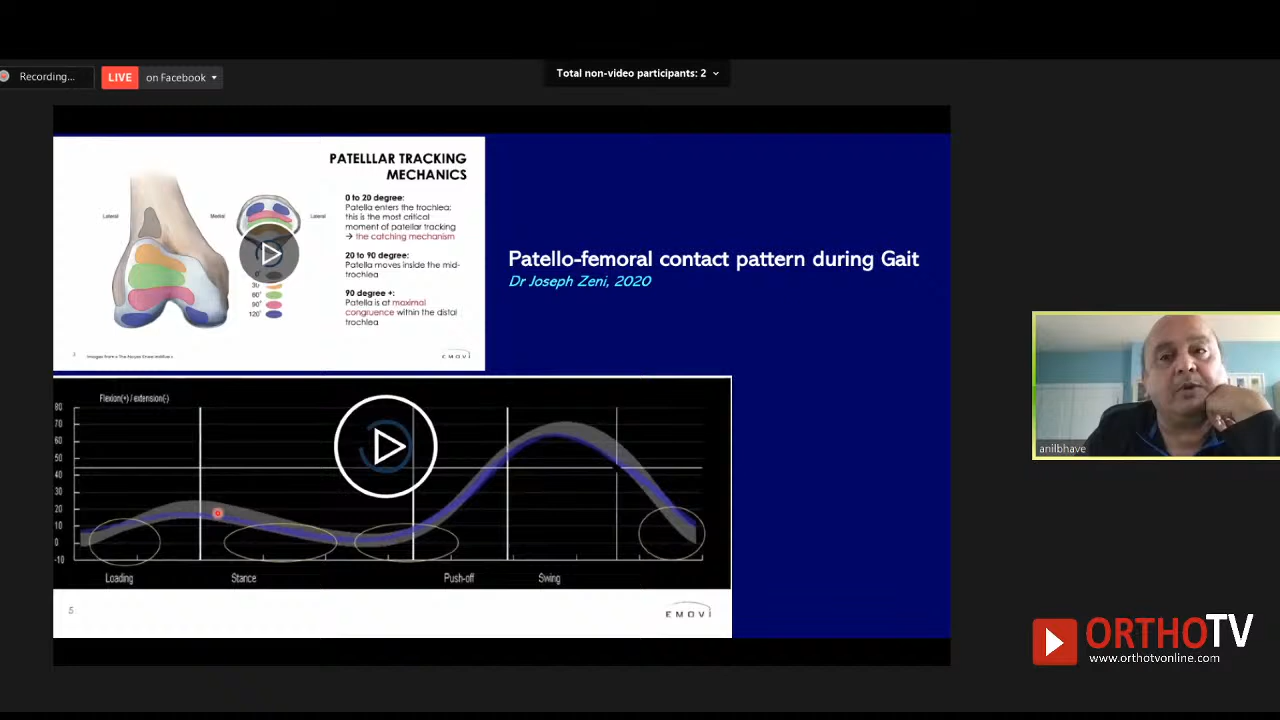 Recording...
LIVE
on Facebook
Total non-video participants: 2
PATELLLAR TRACKING
MECHANICS
Lateral
Medial
Lateral
0 to 20 degree:
Patella enters the trochlea;
this is the most critical
moment of patellar tracking
→ the catching mechanism
20 to 90 degree:
Patella moves inside the mid-
trochlea
90 degree +:
Patella is at maximal
congruence within the distal
trochlea
0°
30°
60°
90°
120°
EMOVI
Patello-femoral contact pattern during Gait
Dr Joseph Zeni, 2020
Flexion(+) / extension(-)
80
70
60
50
40
30
20
10
0
-10
Loading
Stance
Push-off
Swing
5
EMOVI
anilbhave
ORTHOTV
www.orthotvonline.com